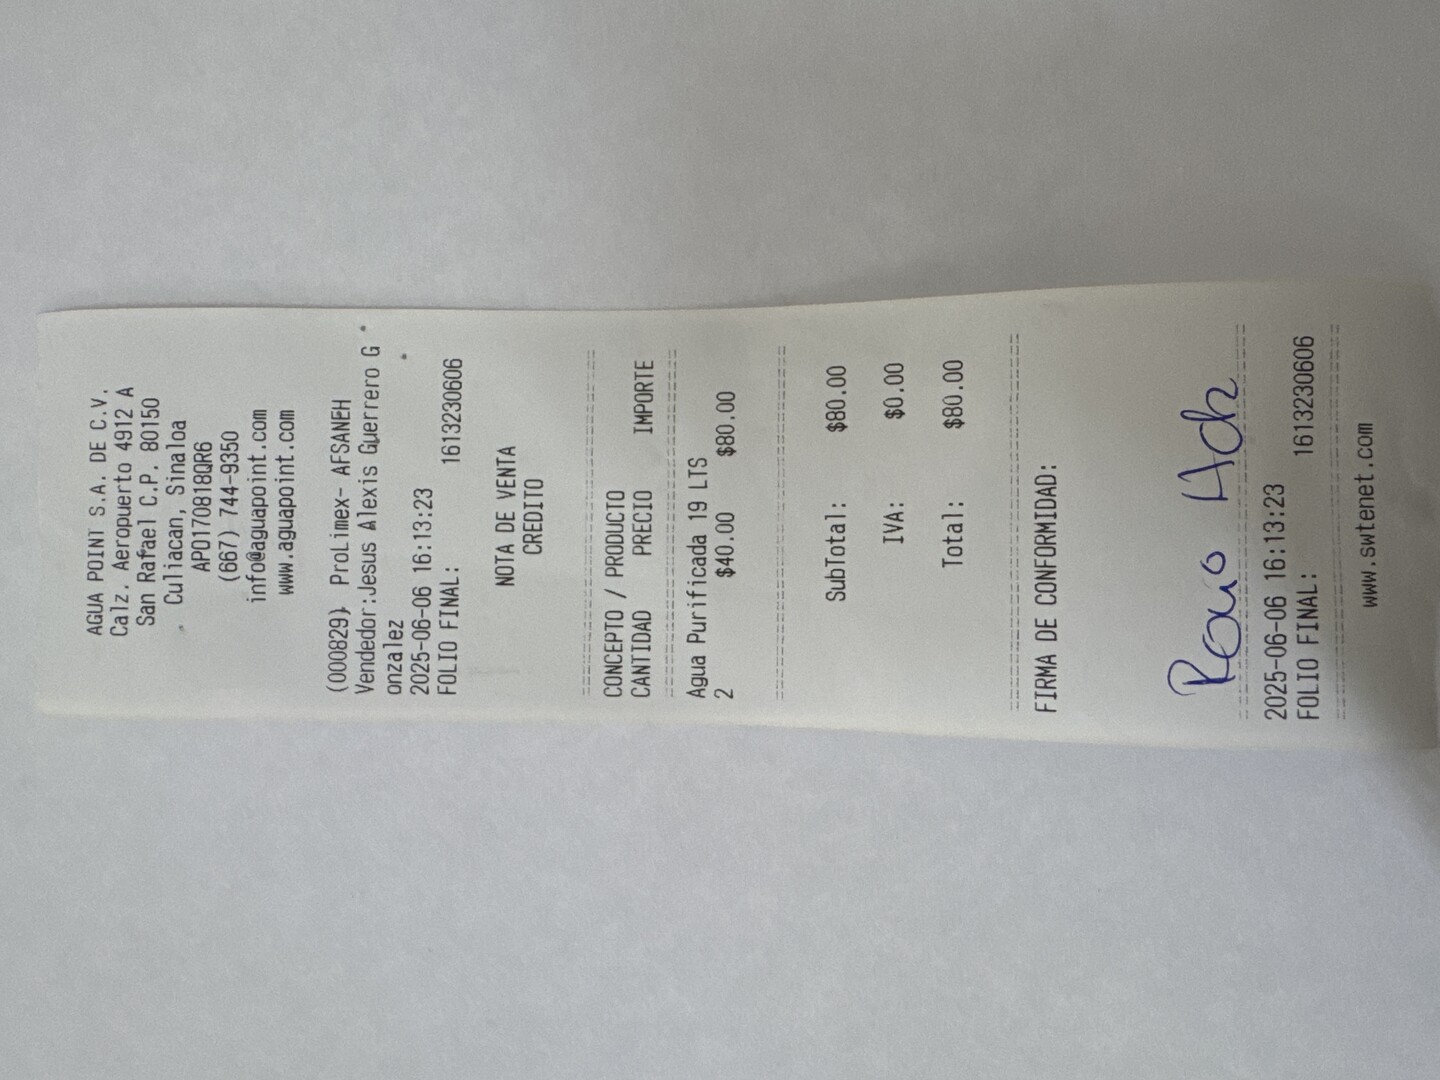 AGUA POINT S.A. DE C.V.
Calz. Aeropuerto 4912 A
San Rafael C.P. 80150
Culiacan, Sinaloa
APO170818QR6
(667) 744-9350
info@aguapoint.com
www.aguapoint.com
(000829) ProLimex- AFSANEH
Vendedor:Jesus Alexis Guerrero G
onzalez
2025-06-06 16:13:23
FOLIO FINAL: 1613230606
NOTA DE VENTA
CREDITO
CONCEPTO / PRODUCTO
CANTIDAD PRECIO IMPORTE
Agua Purificada 19 LTS
2 $40.00 $80.00
SubTotal: $80.00
IVA: $0.00
Total: $80.00
FIRMA DE CONFORMIDAD:
2025-06-06 16:13:23
FOLIO FINAL: 1613230606
www.swtenet.com